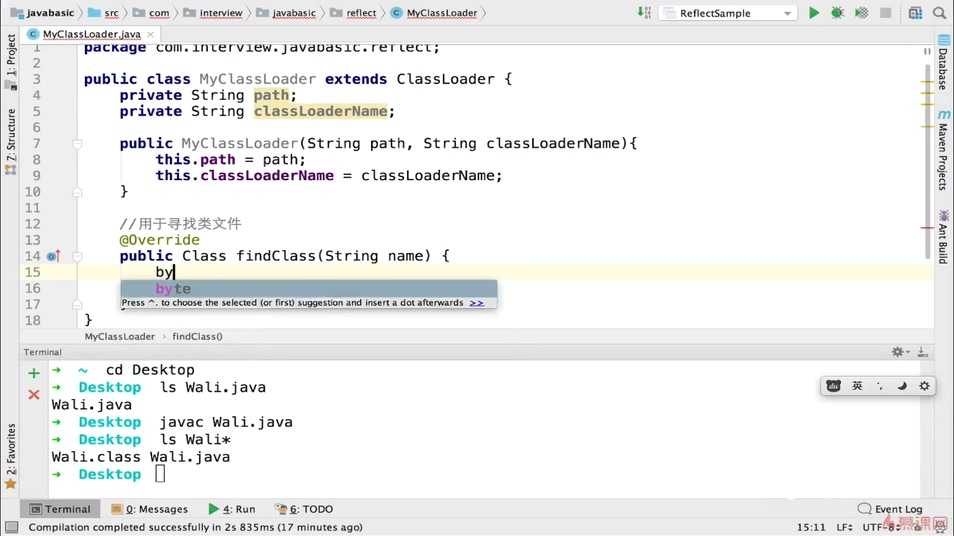 javabasic src com interview javabasic reflect MyClassLoader ReflectSample
MyClassLoader.java
1 package com.interview.javabasic.reflect;
2
3 public class MyClassLoader extends ClassLoader {
4 private String path;
5 private String classLoaderName;
6
7 public MyClassLoader(String path, String classLoaderName){
8 this.path = path;
9 this.classLoaderName = classLoaderName;
10 }
11
12 //用于寻找类文件
13 @Override
14 public Class findClass(String name) {
15 by
16 byte
Press ^. to choose the selected (or first) suggestion and insert a dot afterwards >>
17
18 }
MyClassLoader findClass()
1: Project
7: Structure
2: Favorites
Database
Maven Projects
Ant Build
Terminal
→ ~ cd Desktop
→ Desktop ls Wali.java
Wali.java
→ Desktop javac Wali.java
→ Desktop ls Wali*
Wali.class Wali.java
→ Desktop
英
Terminal 0: Messages 4: Run 6: TODO Event Log
Compilation completed successfully in 2s 835ms (17 minutes ago) 15:11 LF UTF-8
慕课网